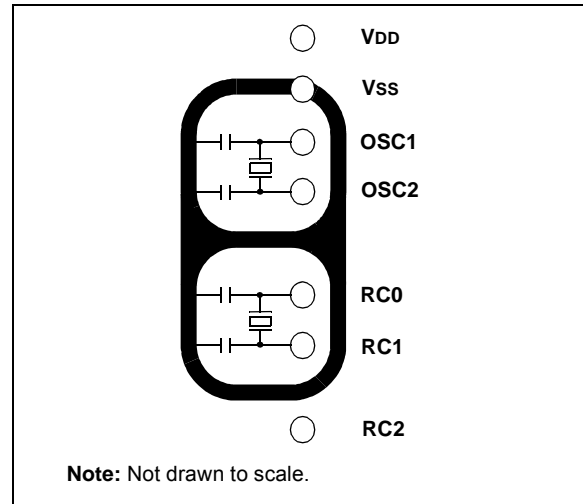 VDD
VSS
OSC1
OSC2
RC0
RC1
RC2
Note: Not drawn to scale.